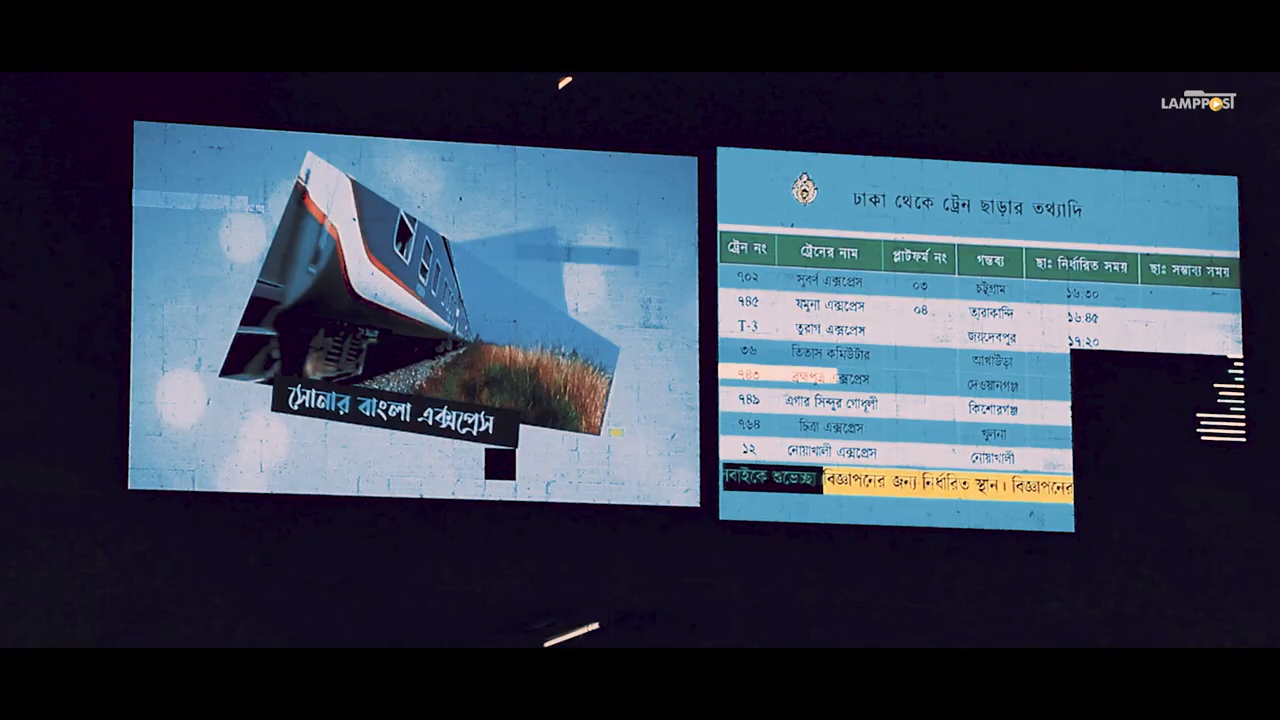 LAMPPOST
সোনার বাংলা এক্সপ্রেস
ঢাকা থেকে ট্রেন ছাড়ার তথ্যাদি
ট্রেন নং ট্রেনের নাম প্লাটফর্ম নং গন্তব্য ছাঃ নির্ধারিত সময় ছাঃ সম্ভাব্য সময়
৭০২ সুবর্ণ এক্সপ্রেস ০৩ চট্টগ্রাম ১৬:৩০
৭৪৫ যমুনা এক্সপ্রেস ০৪ তারাকান্দি ১৬:৪৫
T-3 তুরাগ এক্সপ্রেস জয়দেবপুর ১৭:২০
৩৬ তিতাস কমিউটার আখাউড়া
৭৪৩ ব্রহ্মপুত্র এক্সপ্রেস দেওয়ানগঞ্জ
৭৪৯ এগার সিন্দুর গোধূলী কিশোরগঞ্জ
৭৬৪ চিত্রা এক্সপ্রেস খুলনা
১২ নোয়াখালী এক্সপ্রেস নোয়াখালী
বাইকে শুভেচ্ছা বিজ্ঞাপনের জন্য নির্ধারিত স্থান। বিজ্ঞাপনের